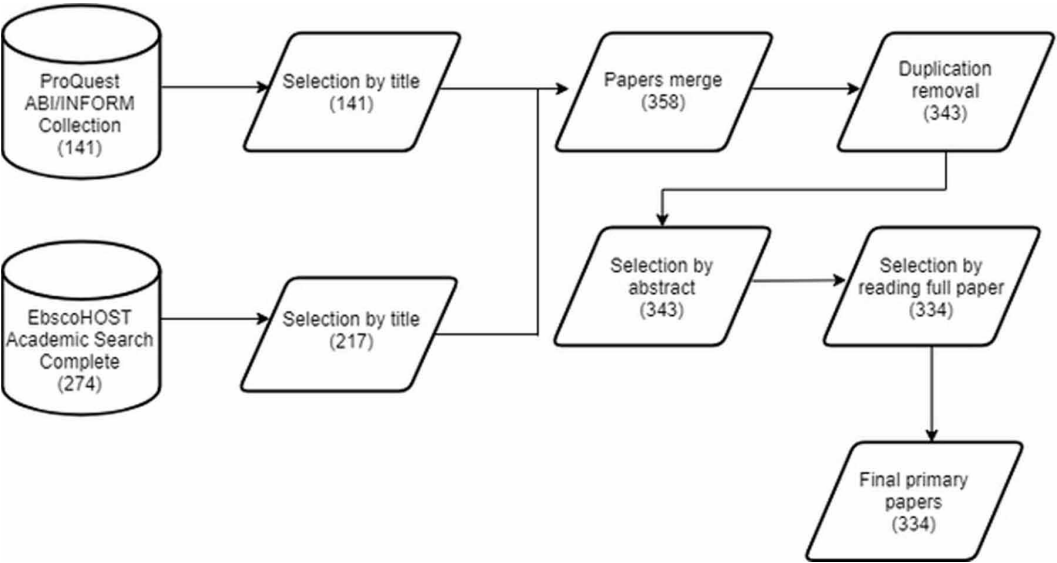 ProQuest
ABI/INFORM
Collection
(141)
Selection by title
(141)
Papers merge
(358)
Duplication
removal
(343)
EbscoHOST
Academic Search
Complete
(274)
Selection by title
(217)
Selection by
abstract
(343)
Selection by
reading full paper
(334)
Final primary
papers
(334)